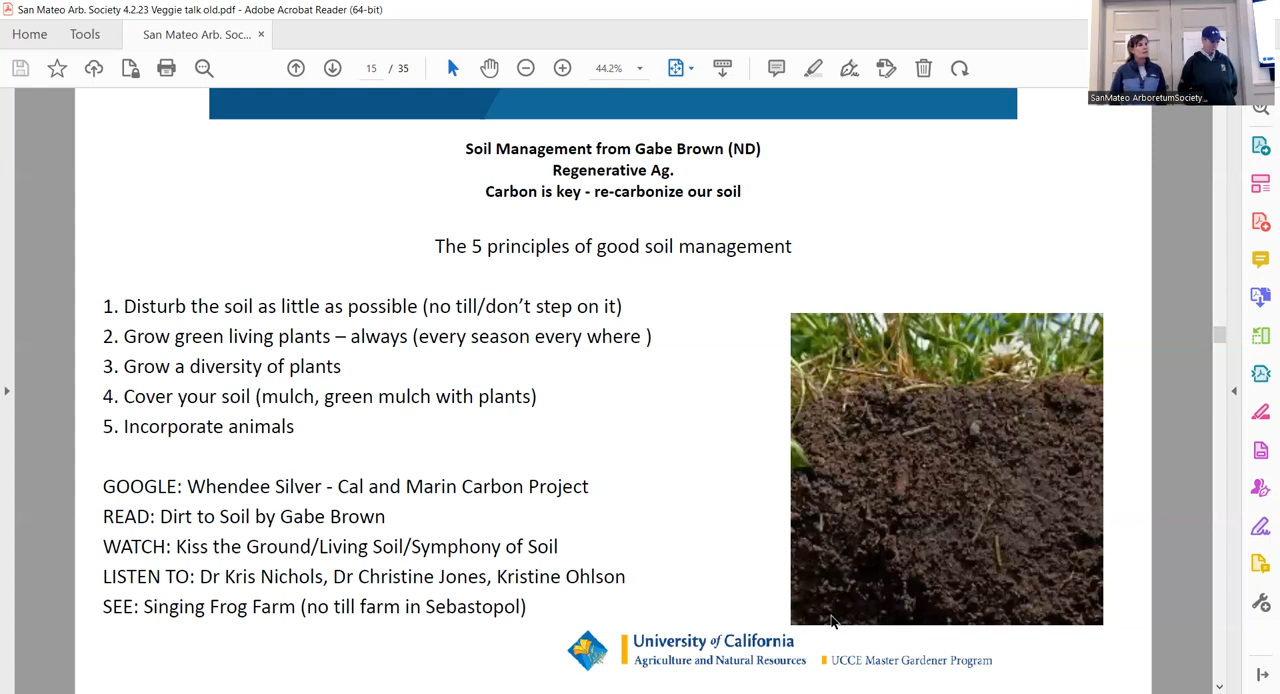 San Mateo Arb. Society 4.2.23 Veggie talk old.pdf - Adobe Acrobat Reader (64-bit)
Home
Tools
San Mateo Arb. Soc... ×
15 / 35
44.2%
SanMateo ArboretumSociety
Soil Management from Gabe Brown (ND)
Regenerative Ag.
Carbon is key - re-carbonize our soil
The 5 principles of good soil management
1. Disturb the soil as little as possible (no till/don’t step on it)
2. Grow green living plants – always (every season every where )
3. Grow a diversity of plants
4. Cover your soil (mulch, green mulch with plants)
5. Incorporate animals
GOOGLE: Whendee Silver - Cal and Marin Carbon Project
READ: Dirt to Soil by Gabe Brown
WATCH: Kiss the Ground/Living Soil/Symphony of Soil
LISTEN TO: Dr Kris Nichols, Dr Christine Jones, Kristine Ohlson
SEE: Singing Frog Farm (no till farm in Sebastopol)
University of California
Agriculture and Natural Resources
UCCE Master Gardener Program